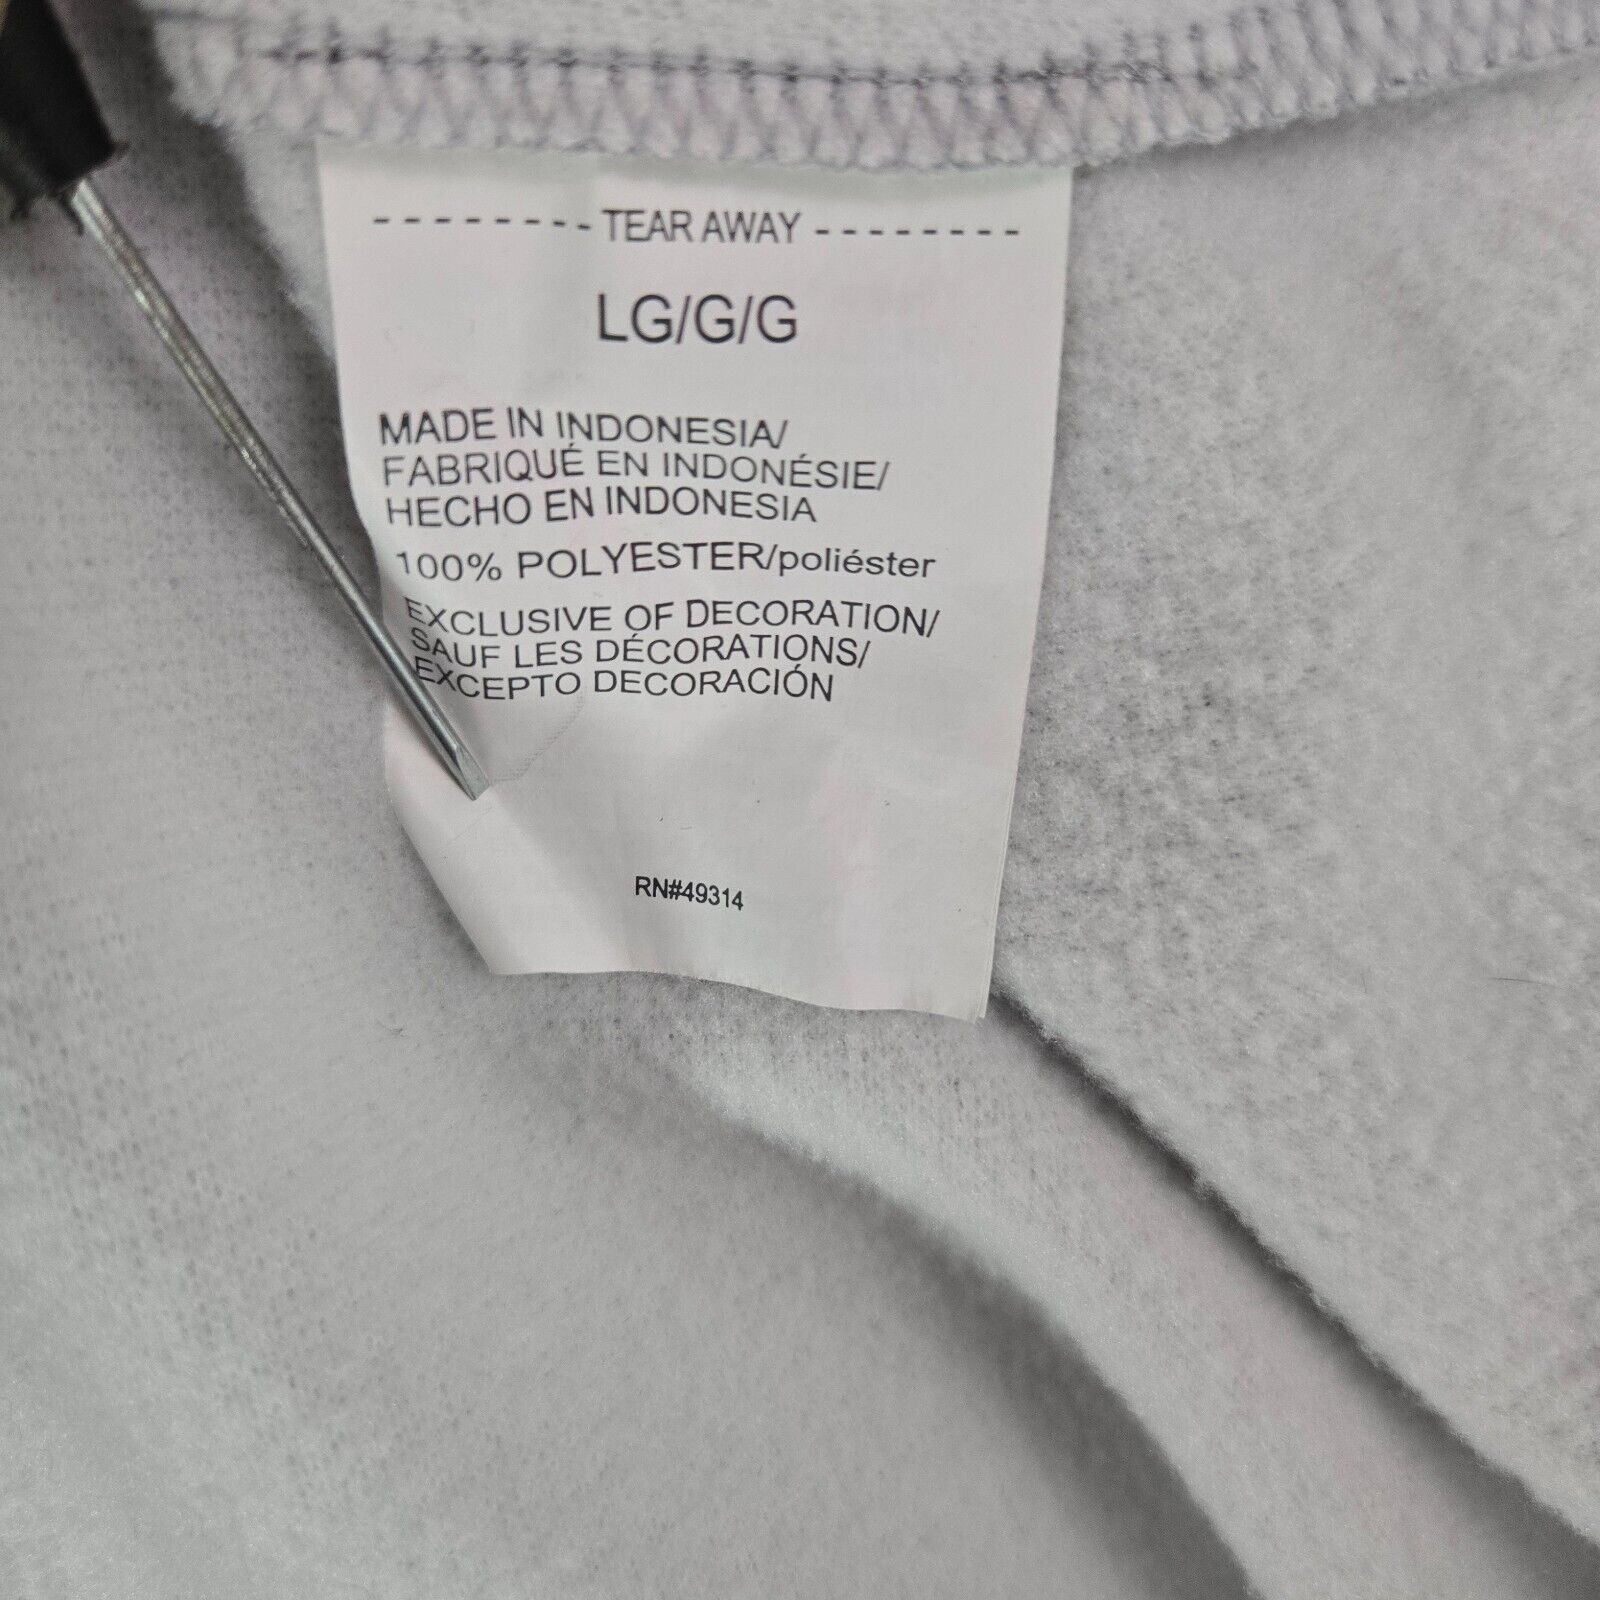 -------- TEAR AWAY --------
LG/G/G
MADE IN INDONESIA/
FABRIQUÉ EN INDONÉSIE/
HECHO EN INDONESIA
100% POLYESTER/poliéster
EXCLUSIVE OF DECORATION/
SAUF LES DÉCORATIONS/
EXCEPTO DECORACIÓN
RN#49314